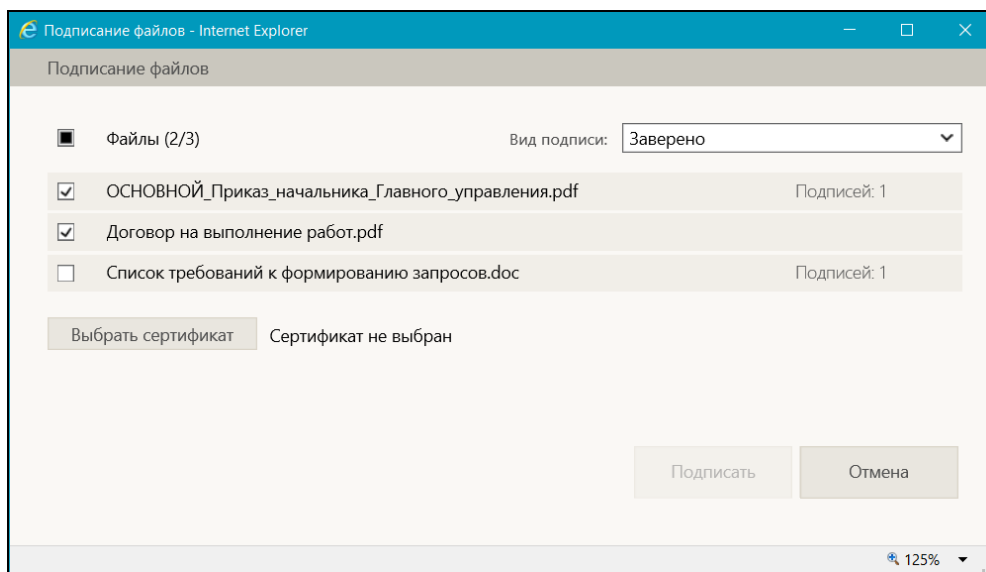 Подписание файлов - Internet Explorer
Подписание файлов
Файлы (2/3) Вид подписи: Заверено
ОСНОВНОЙ_Приказ_начальника_Главного_управления.pdf Подписей: 1
Договор на выполнение работ.pdf
Список требований к формированию запросов.doc Подписей: 1
Выбрать сертификат Сертификат не выбран
Подписать Отмена
125%